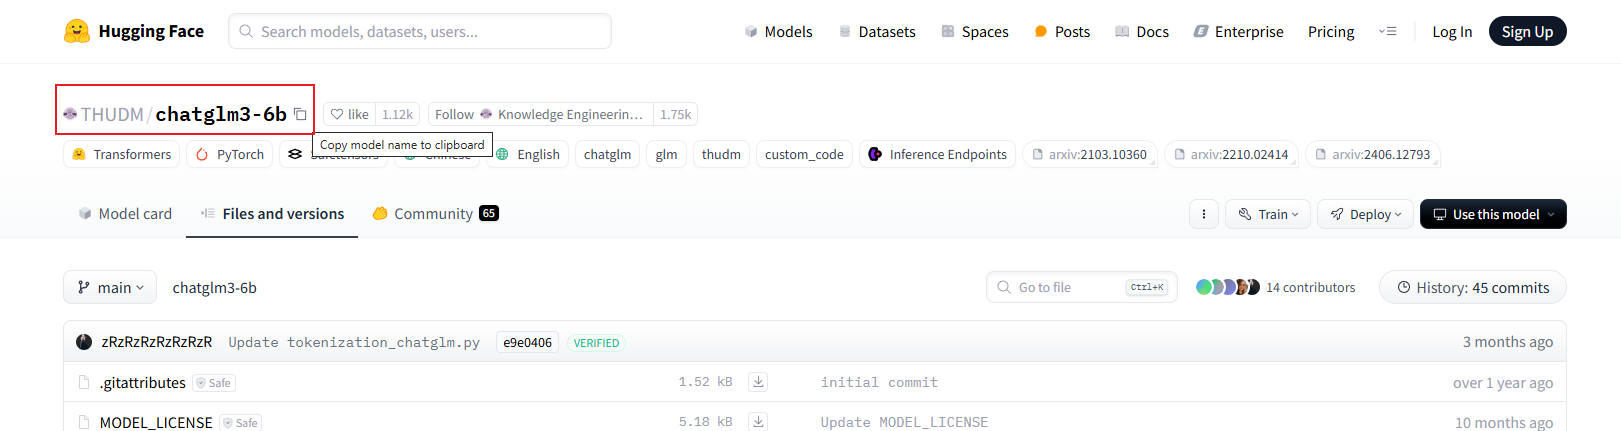 Hugging Face Search models, datasets, users... Models Datasets Spaces Posts Docs Enterprise Pricing Log In Sign Up
THUDM/chatglm3-6b like 1.12k Follow Knowledge Engineerin... 1.75k
Copy model name to clipboard
Transformers PyTorch English chatglm glm thudm custom_code Inference Endpoints arxiv:2103.10360 arxiv:2210.02414 arxiv:2406.12793
Model card Files and versions Community 65 Train Deploy Use this model
main chatglm3-6b Go to file Ctrl+K 14 contributors History: 45 commits
zRzRzRzRzRzRzR Update tokenization_chatglm.py e9e0406 VERIFIED 3 months ago
.gitattributes Safe 1.52 kB initial commit over 1 year ago
MODEL_LICENSE Safe 5.18 kB Update MODEL_LICENSE 10 months ago